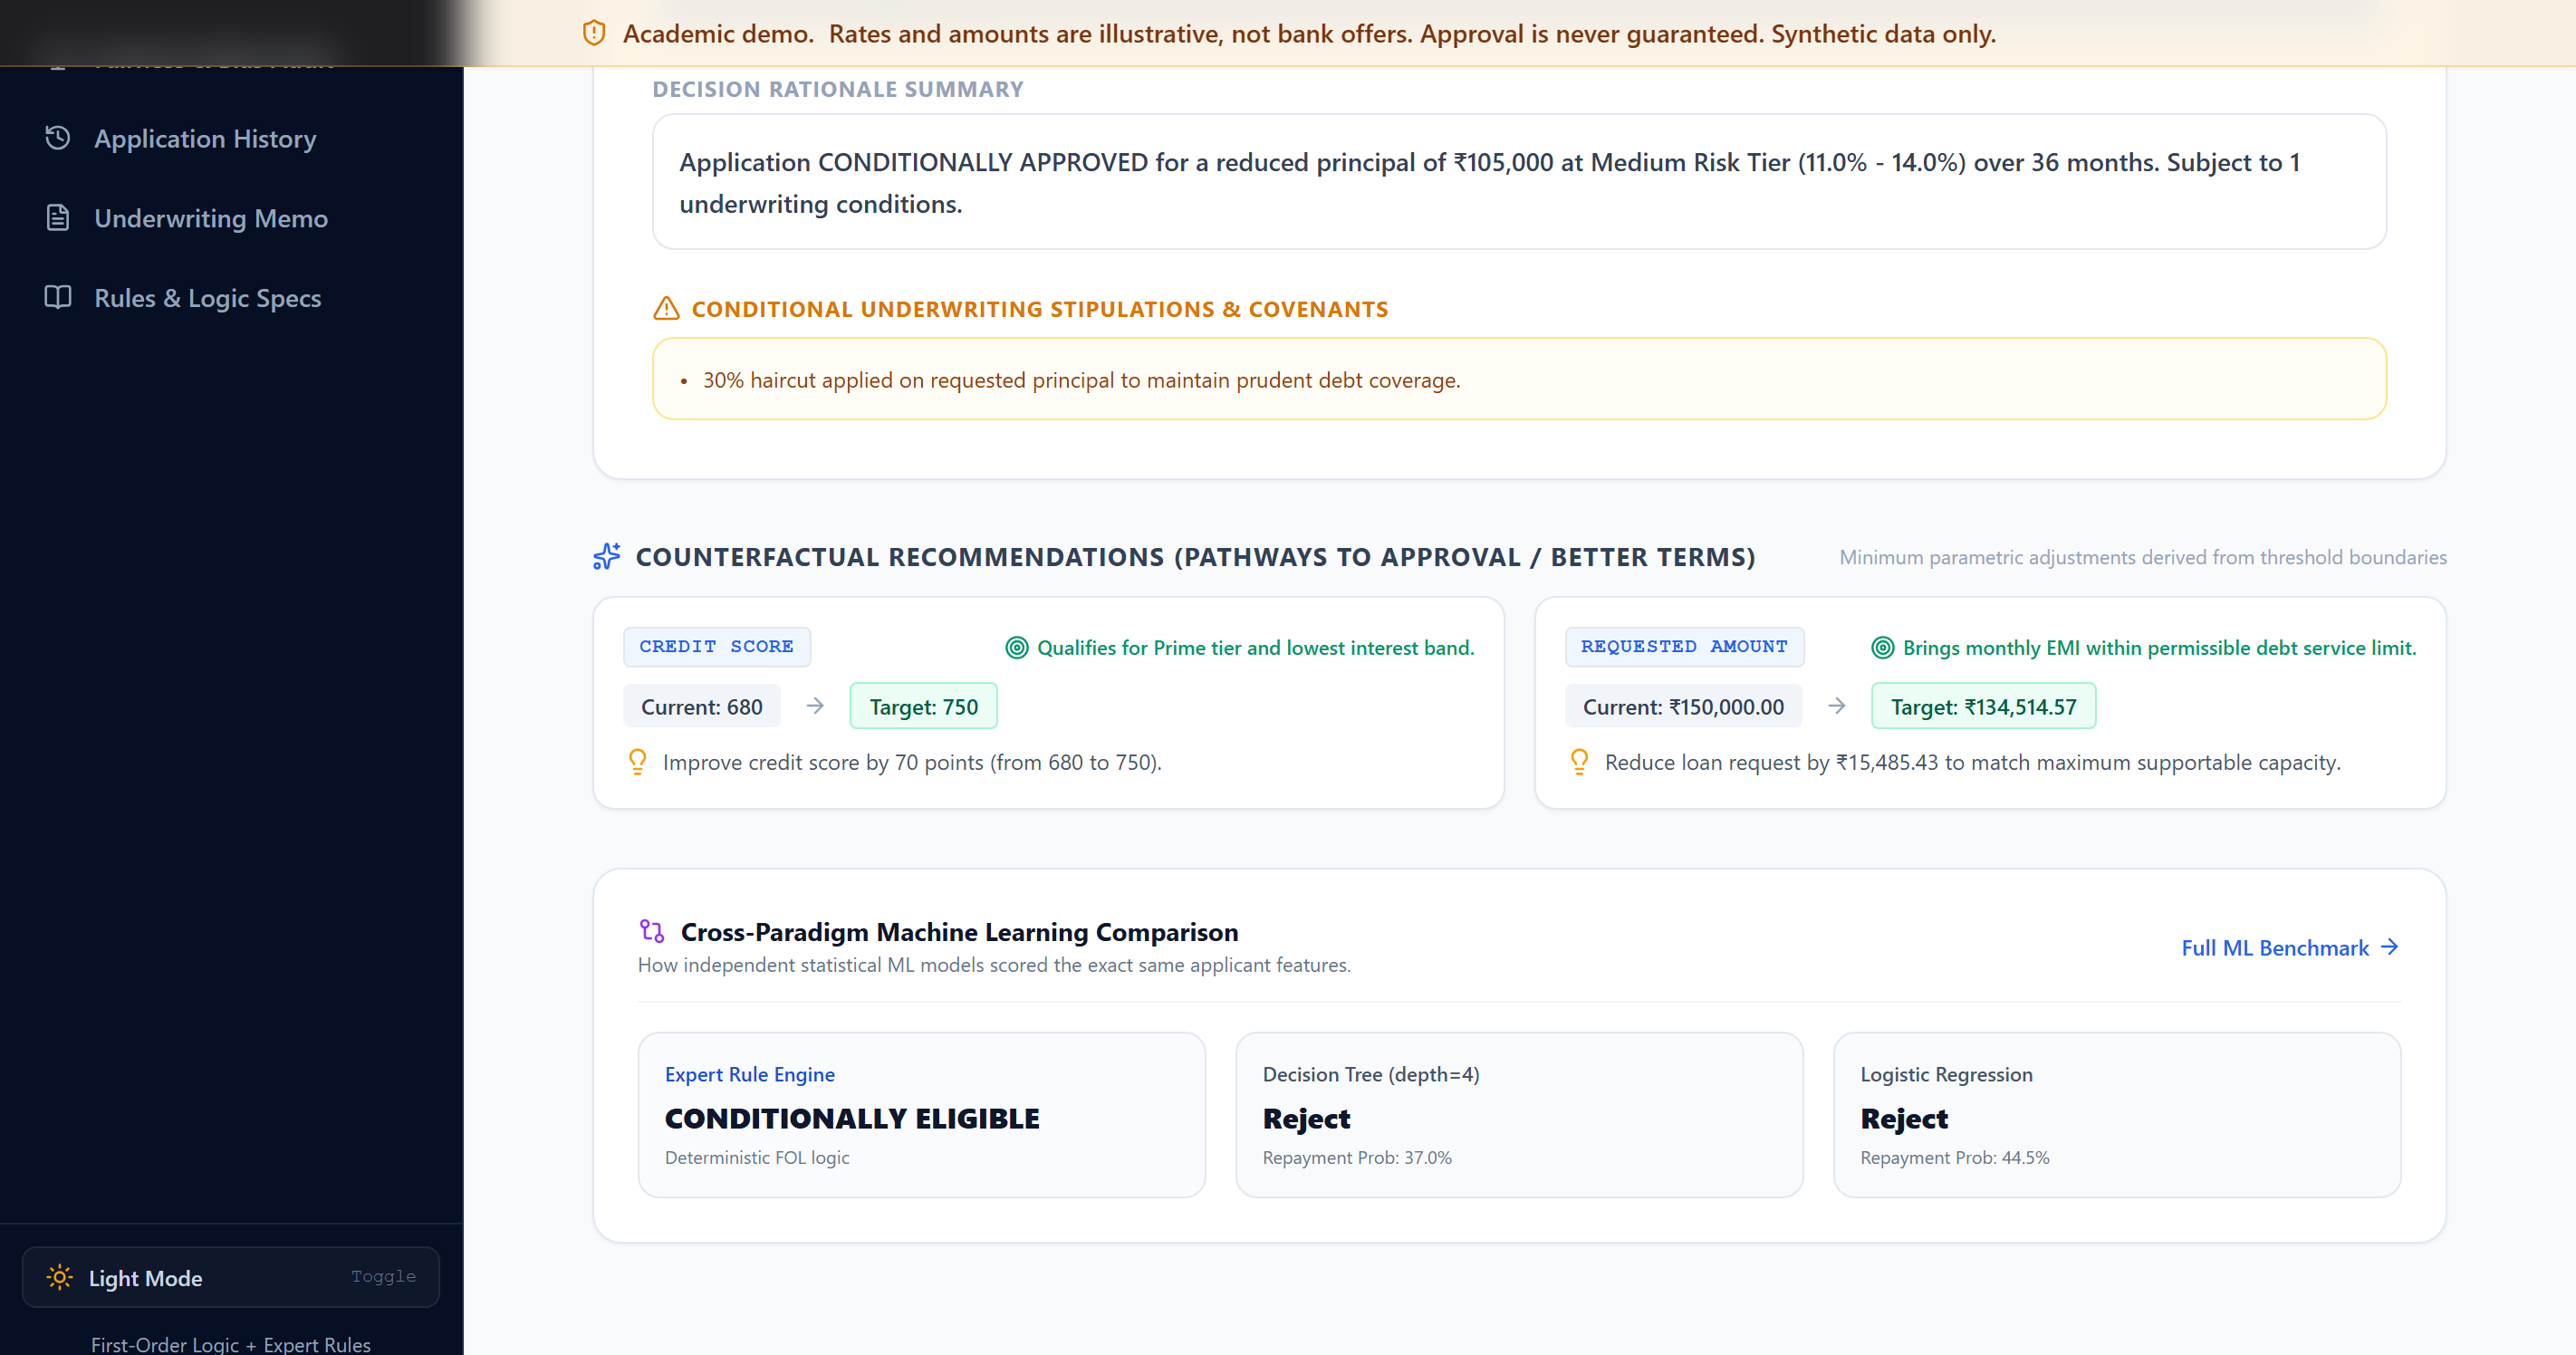 Academic demo. Rates and amounts are illustrative, not bank offers. Approval is never guaranteed. Synthetic data only.
Application History
Underwriting Memo
Rules & Logic Specs
Light Mode
Toggle
First-Order Logic + Expert Rules
DECISION RATIONALE SUMMARY
Application CONDITIONALLY APPROVED for a reduced principal of ₹105,000 at Medium Risk Tier (11.0% - 14.0%) over 36 months. Subject to 1
underwriting conditions.
CONDITIONAL UNDERWRITING STIPULATIONS & COVENANTS
• 30% haircut applied on requested principal to maintain prudent debt coverage.
COUNTERFACTUAL RECOMMENDATIONS (PATHWAYS TO APPROVAL / BETTER TERMS)
Minimum parametric adjustments derived from threshold boundaries
CREDIT SCORE
Qualifies for Prime tier and lowest interest band.
Current: 680 → Target: 750
Improve credit score by 70 points (from 680 to 750).
REQUESTED AMOUNT
Brings monthly EMI within permissible debt service limit.
Current: ₹150,000.00 → Target: ₹134,514.57
Reduce loan request by ₹15,485.43 to match maximum supportable capacity.
Cross-Paradigm Machine Learning Comparison
How independent statistical ML models scored the exact same applicant features.
Full ML Benchmark →
Expert Rule Engine
CONDITIONALLY ELIGIBLE
Deterministic FOL logic
Decision Tree (depth=4)
Reject
Repayment Prob: 37.0%
Logistic Regression
Reject
Repayment Prob: 44.5%